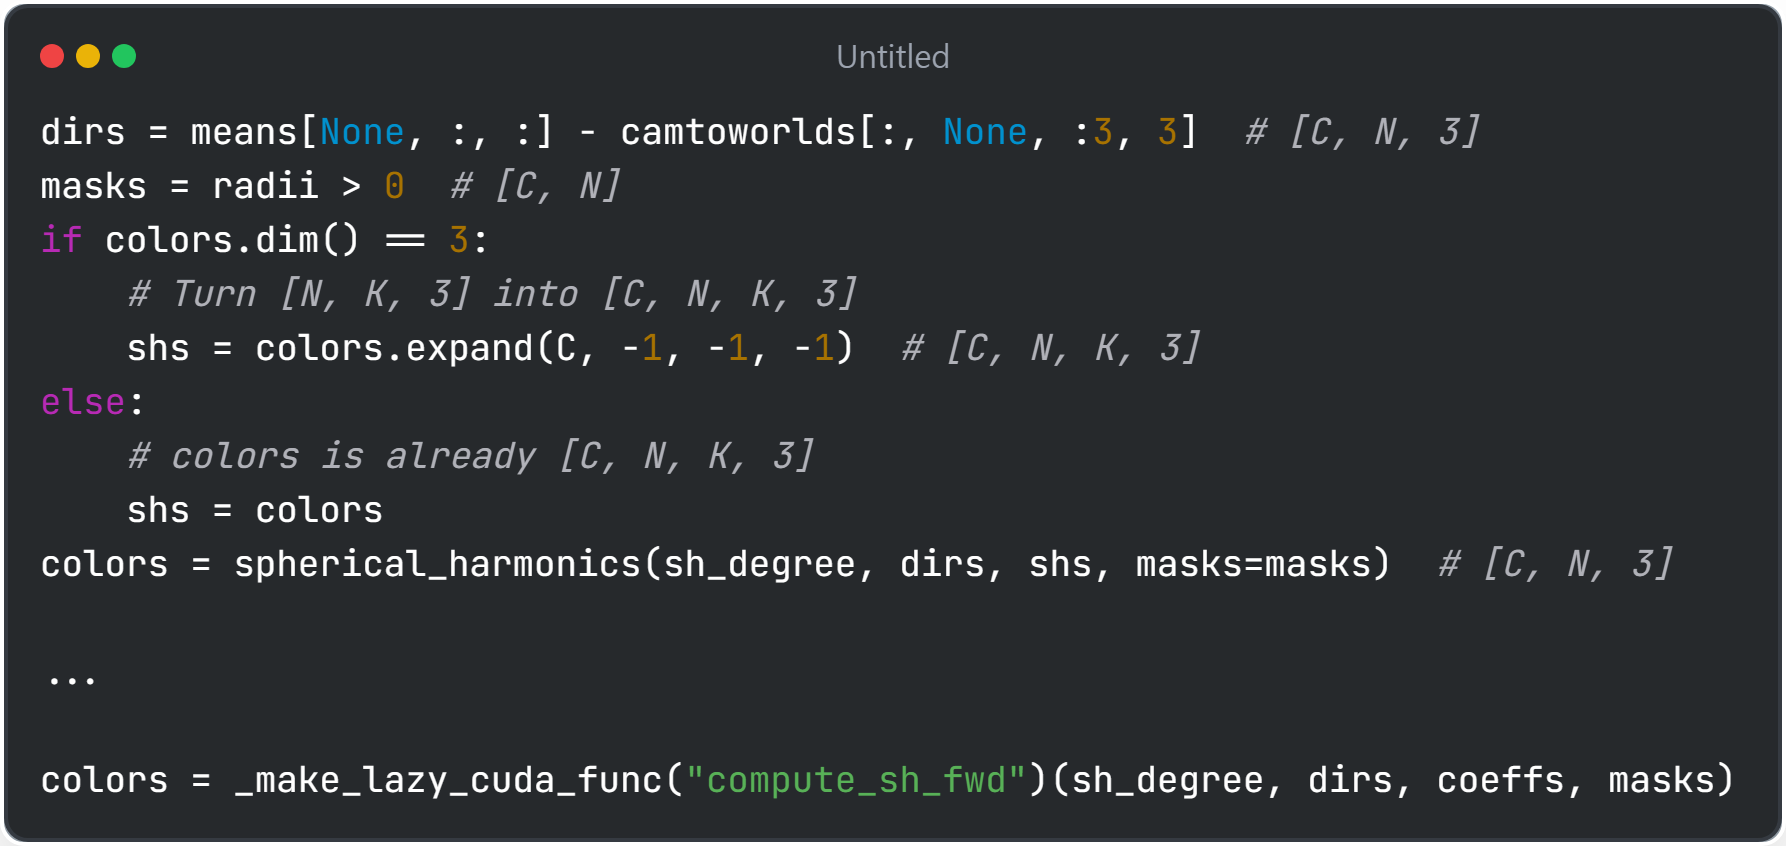 Untitled
dirs = means[None, :, :] - camtoworlds[:, None, :3, 3]  # [C, N, 3]
masks = radii > 0  # [C, N]
if colors.dim() == 3:
    # Turn [N, K, 3] into [C, N, K, 3]
    shs = colors.expand(C, -1, -1, -1)  # [C, N, K, 3]
else:
    # colors is already [C, N, K, 3]
    shs = colors
colors = spherical_harmonics(sh_degree, dirs, shs, masks=masks)  # [C, N, 3]
...
colors = _make_lazy_cuda_func("compute_sh_fwd")(sh_degree, dirs, coeffs, masks)